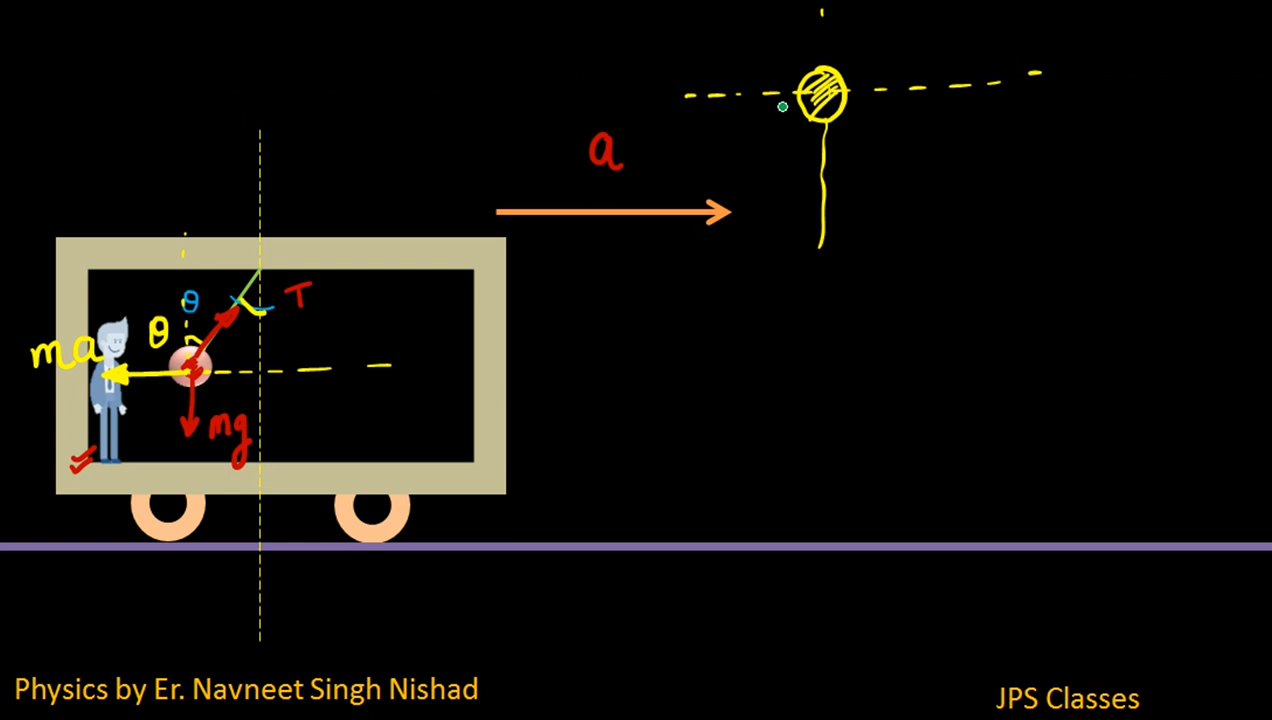 a
θ
T
θ
ma
mg
Physics by Er. Navneet Singh Nishad
JPS Classes